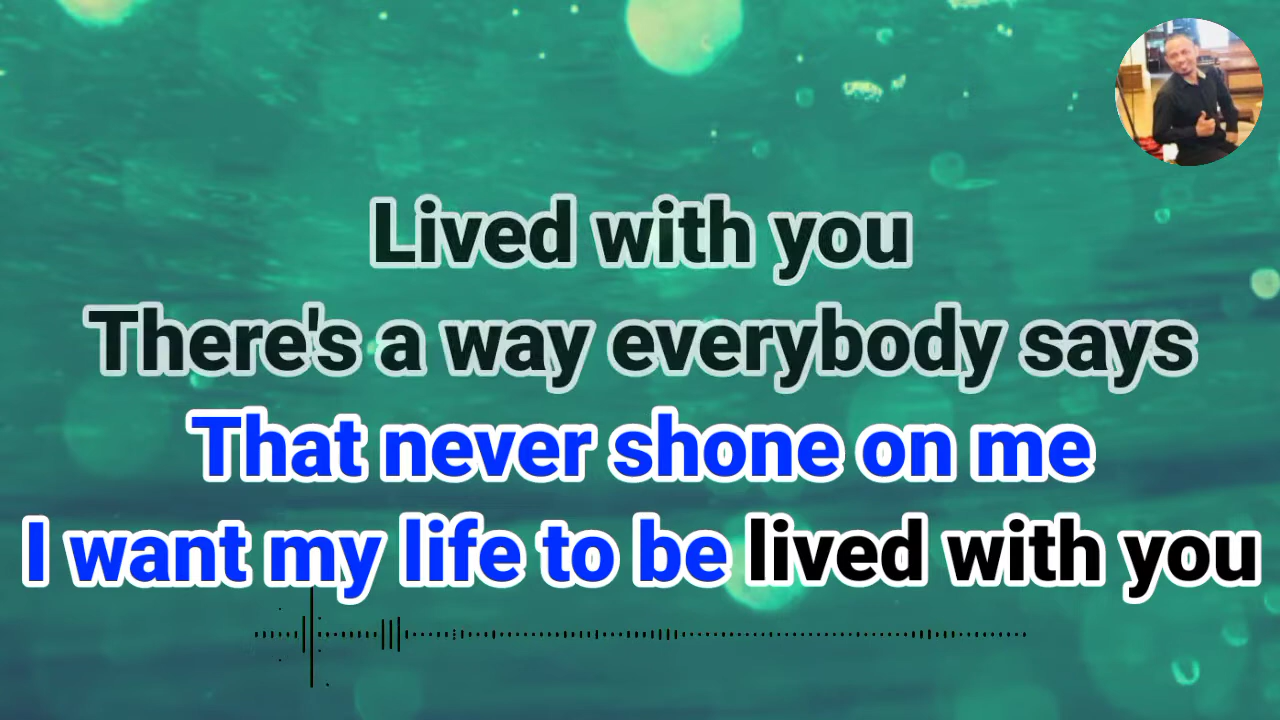 Lived with you
There's a way everybody says
That never shone on me
I want my life to be lived with you